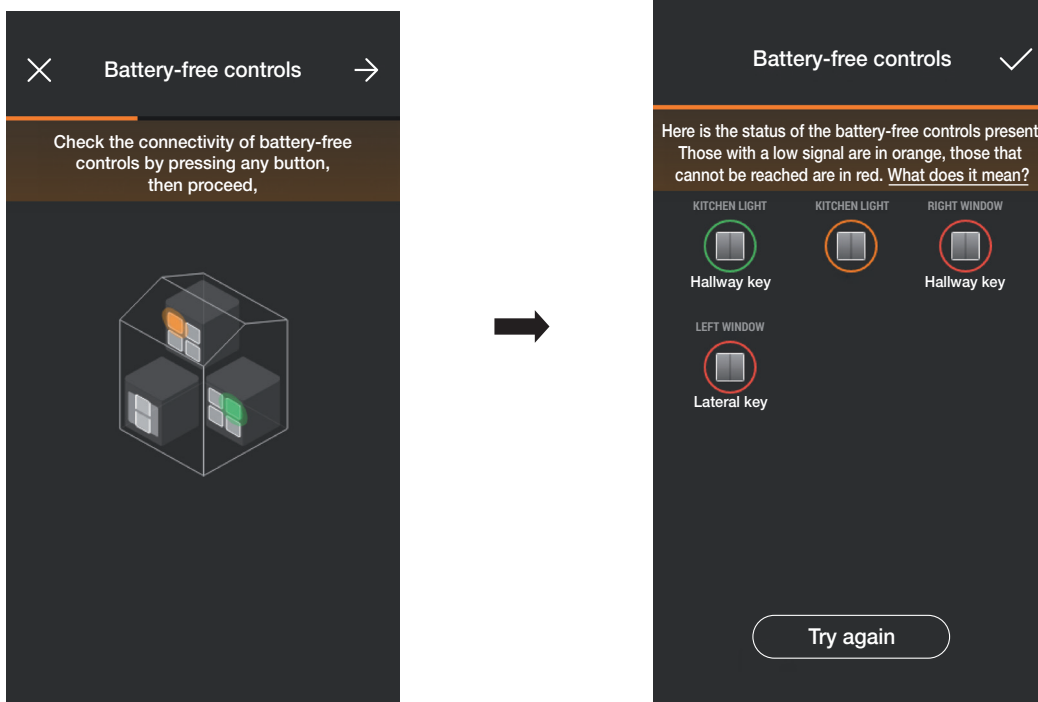 Battery-free controls
Check the connectivity of battery-free
controls by pressing any button,
then proceed,
Battery-free controls
Here is the status of the battery-free controls present
Those with a low signal are in orange, those that
cannot be reached are in red. What does it mean?
KITCHEN LIGHT
KITCHEN LIGHT
RIGHT WINDOW
Hallway key
Hallway key
LEFT WINDOW
Lateral key
Try again